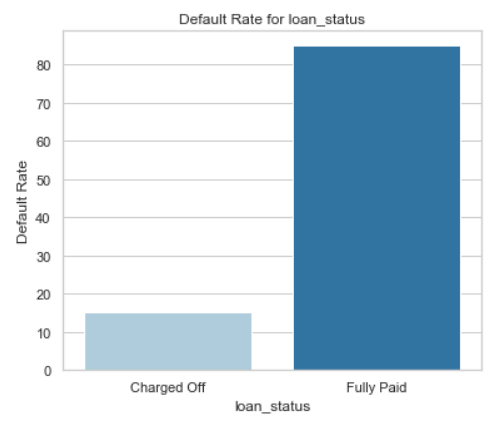 Default Rate for loan_status
80
70
60
50
40
30
20
10
0
Default Rate
Charged Off
Fully Paid
loan_status